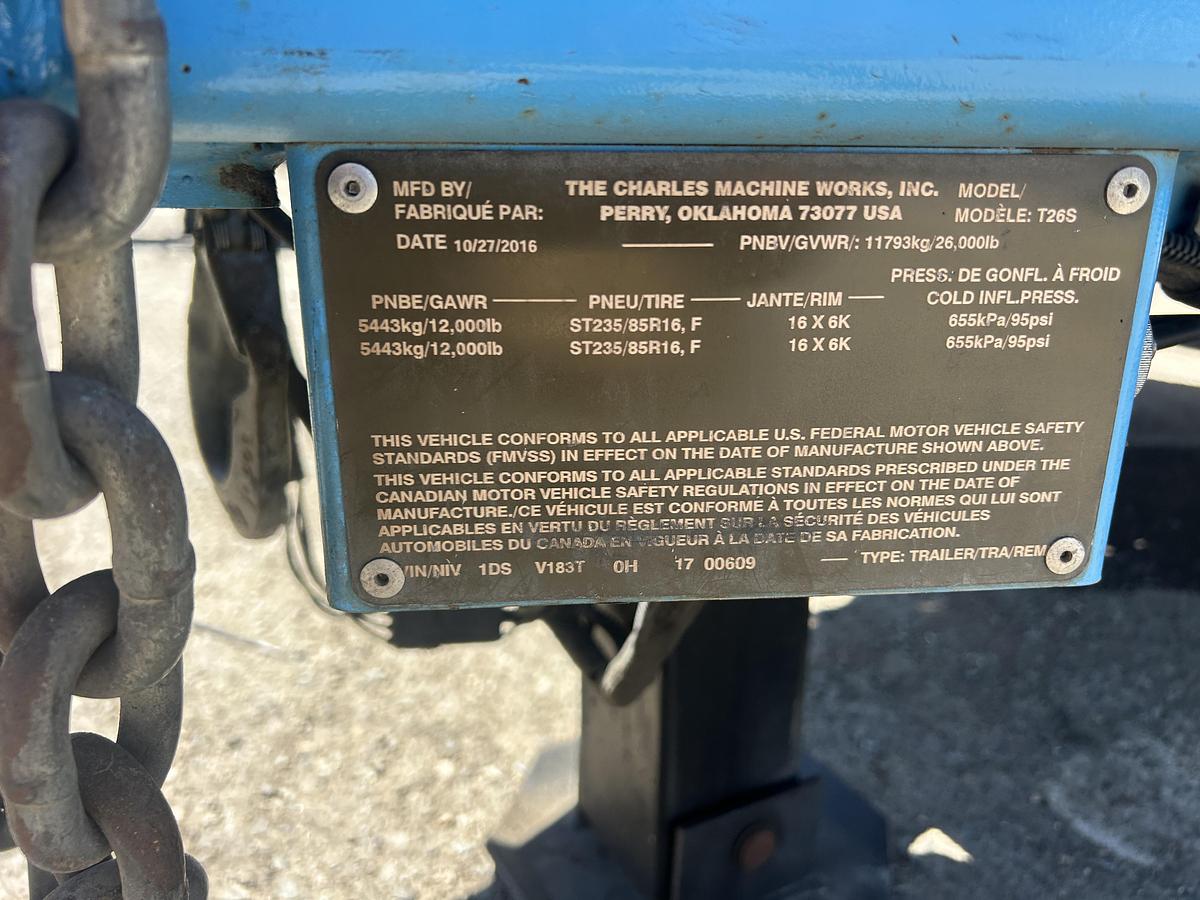 MFD BY/ THE CHARLES MACHINE WORKS, INC. MODEL/
FABRIQUÉ PAR: PERRY, OKLAHOMA 73077 USA MODÈLE: T26S
DATE 10/27/2016 PNBV/GVWR/: 11793kg/26,000lb
PRESS. DE GONFL. À FROID
PNBE/GAWR PNEU/TIRE JANTE/RIM COLD INFL.PRESS.
5443kg/12,000lb ST235/85R16, F 16 X 6K 655kPa/95psi
5443kg/12,000lb ST235/85R16, F 16 X 6K 655kPa/95psi
THIS VEHICLE CONFORMS TO ALL APPLICABLE U.S. FEDERAL MOTOR VEHICLE SAFETY
STANDARDS (FMVSS) IN EFFECT ON THE DATE OF MANUFACTURE SHOWN ABOVE.
THIS VEHICLE CONFORMS TO ALL APPLICABLE STANDARDS PRESCRIBED UNDER THE
CANADIAN MOTOR VEHICLE SAFETY REGULATIONS IN EFFECT ON THE DATE OF
MANUFACTURE./CE VÉHICULE EST CONFORME À TOUTES LES NORMES QUI LUI SONT
APPLICABLES EN VERTU DU RÈGLEMENT SUR LA SÉCURITÉ DES VÉHICULES
AUTOMOBILES DU CANADA EN VIGUEUR À LA DATE DE SA FABRICATION.
VIN/NIV 1DS V183T 0H 17 00609 TYPE: TRAILER/TRA/REM